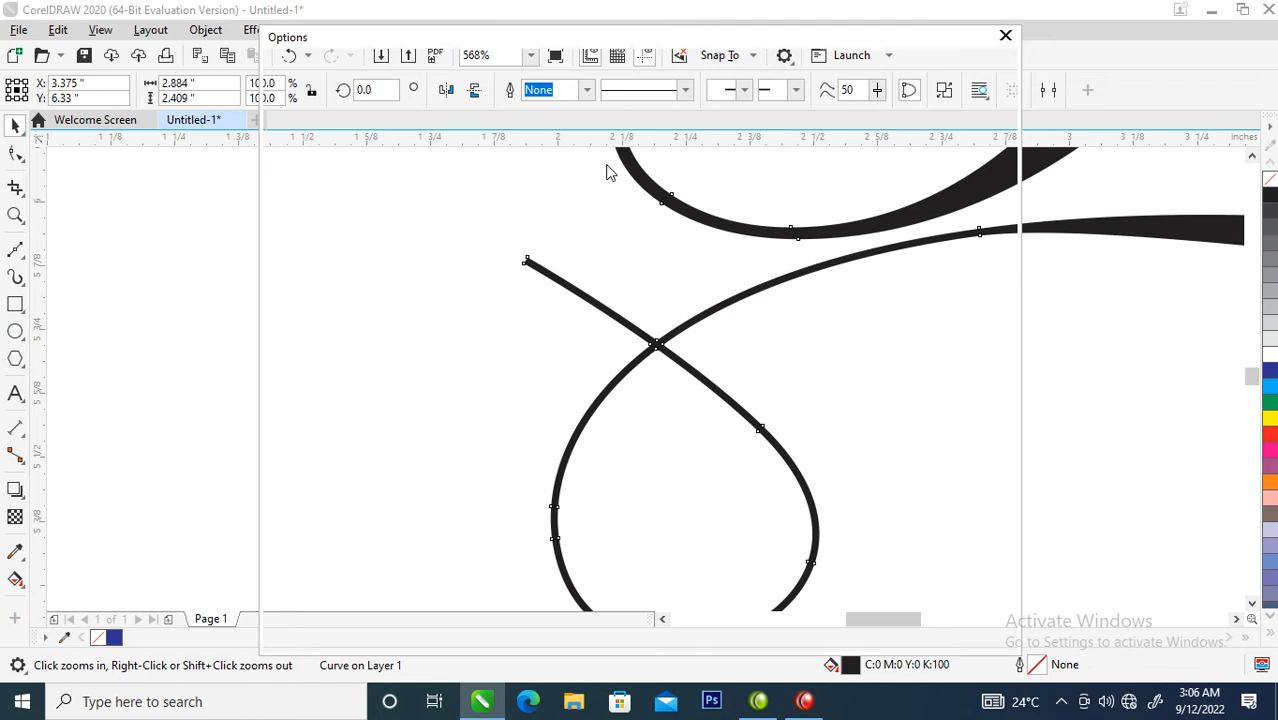 CorelDRAW 2020 (64-Bit Evaluation Version) - Untitled-1*
File Edit View Layout Object
Options
PDF 568% Snap To Launch
X: 3.375 " 2.884 " 100.0 %
Y: 6.33 " 2.409 " 100.0 %
0.0 None 50
Welcome Screen Untitled-1*
1 1/8 1 1/4 1 3/8 1 1/2 1 5/8 1 3/4 1 7/8 2 2 1/8 2 1/4 2 3/8 2 1/2 2 5/8 2 3/4 2 7/8 3 3 1/8 3 1/4 inches
6
5 7/8
5 3/4
5 5/8
5 1/2
5 3/8
1 of 1 Page 1
Activate Windows
Go to Settings to activate Windows.
Click zooms in, Right-Click or Shift+Click zooms out Curve on Layer 1 C:0 M:0 Y:0 K:100 None
Type here to search
Ps
24°C
3:06 AM
9/12/2022